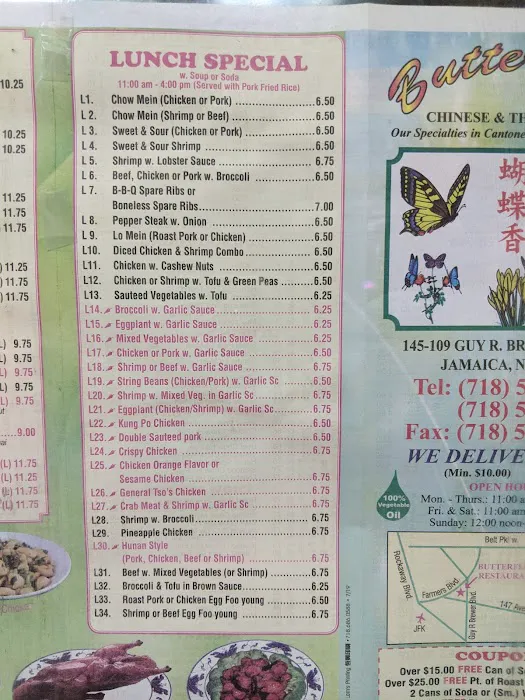 10.25
10.25
10.25
11.25
11.75
11.75
) 11.25
) 11.75
) 11.75
L) 9.75
L) 9.75
L) 9.75
L) 9.75
L) 9.75
9.00
(L) 11.75
(L) 11.25
(L) 11.75
(L) 11.75
LUNCH SPECIAL
w. Soup or Soda
11:00 am - 4:00 pm (Served with Pork Fried Rice)
L1. Chow Mein (Chicken or Pork) 6.50
L 2. Chow Mein (Shrimp or Beef) 6.50
L 3. Sweet & Sour (Chicken or Pork) 6.50
L 4. Sweet & Sour Shrimp 6.50
L 5. Shrimp w. Lobster Sauce 6.75
L 6. Beef, Chicken or Pork w. Broccoli 6.50
L 7. B-B-Q Spare Ribs or
Boneless Spare Ribs 7.00
L 8. Pepper Steak w. Onion 6.50
L 9. Lo Mein (Roast Pork or Chicken) 6.50
L10. Diced Chicken & Shrimp Combo 6.50
L11. Chicken w. Cashew Nuts 6.50
L12. Chicken or Shrimp w. Tofu & Green Peas 6.50
L13. Sauteed Vegetables w. Tofu 6.25
L14. Broccoli w. Garlic Sauce 6.25
L15. Eggplant w. Garlic Sauce 6.25
L16. Mixed Vegetables w. Garlic Sauce 6.25
L17. Chicken or Pork w. Garlic Sauce 6.50
L18. Shrimp or Beef w. Garlic Sauce 6.75
L19. String Beans (Chicken/Pork) w. Garlic Sc 6.50
L20. Shrimp w. Mixed Veg. in Garlic Sc 6.75
L21. Eggplant (Chicken/Shrimp) w. Garlic Sc 6.75
L22. Kung Po Chicken 6.50
L23. Double Sauteed pork 6.50
L24. Crispy Chicken 6.75
L25. Chicken Orange Flavor or
Sesame Chicken 6.75
L26. General Tso's Chicken 6.75
L27. Crab Meat & Shrimp w. Garlic Sc 6.75
L28. Shrimp w. Broccoli 6.75
L29. Pineapple Chicken 6.75
L30. Hunan Style
(Pork, Chicken, Beef or Shrimp) 6.75
L31. Beef w. Mixed Vegetables (or Shrimp) 6.75
L32. Broccoli & Tofu in Brown Sauce 6.25
L33. Roast Pork or Chicken Egg Foo young 6.50
L34. Shrimp or Beef Egg Foo young 6.75
Butte
CHINESE & TH
Our Specialties in Cantone
蝴蝶香
145-109 GUY R. BR
JAMAICA, N
Tel: (718) 5
(718) 5
Fax: (718) 5
WE DELIVE
(Min. $10.00)
OPEN HO
100%
Vegetable
Oil
Mon. - Thurs.: 11:00 a
Fri. & Sat.: 11:00 am
Sunday: 12:00 noon
Belt Pkw.
Rockaway Blvd.
Farmers Blvd.
Guy R Brewer Blvd.
BUTTERFL
RESTAURA
147 Av
JFK
COUPO
Over $15.00 FREE Can of S
Over $25.00 FREE Pt. of Roast
2 Cans of Soda or (Sm)